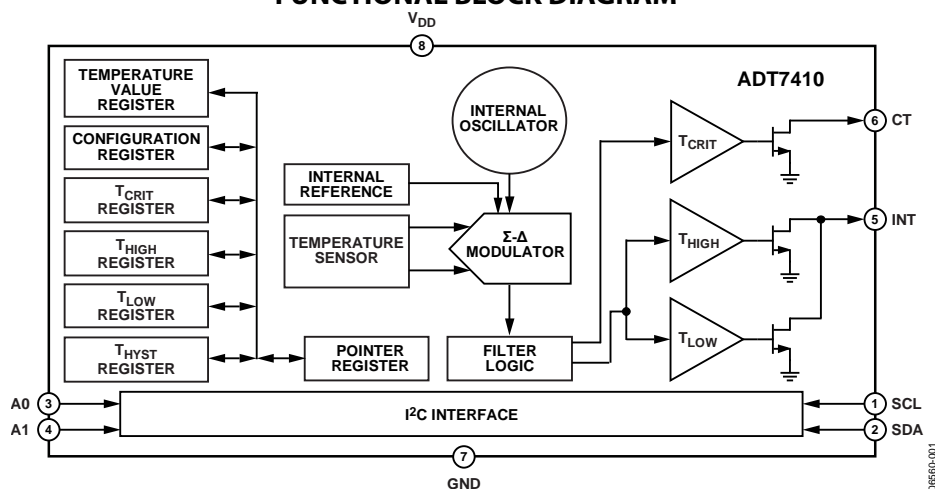 FUNCTIONAL BLOCK DIAGRAM
VDD
8
ADT7410
TEMPERATURE
VALUE
REGISTER
CONFIGURATION
REGISTER
TCRIT
REGISTER
THIGH
REGISTER
TLOW
REGISTER
THYST
REGISTER
INTERNAL
OSCILLATOR
INTERNAL
REFERENCE
TEMPERATURE
SENSOR
Σ-Δ
MODULATOR
POINTER
REGISTER
FILTER
LOGIC
TCRIT
THIGH
TLOW
6 CT
5 INT
A0 3
A1 4
I2C INTERFACE
1 SCL
2 SDA
7
GND
06560-001